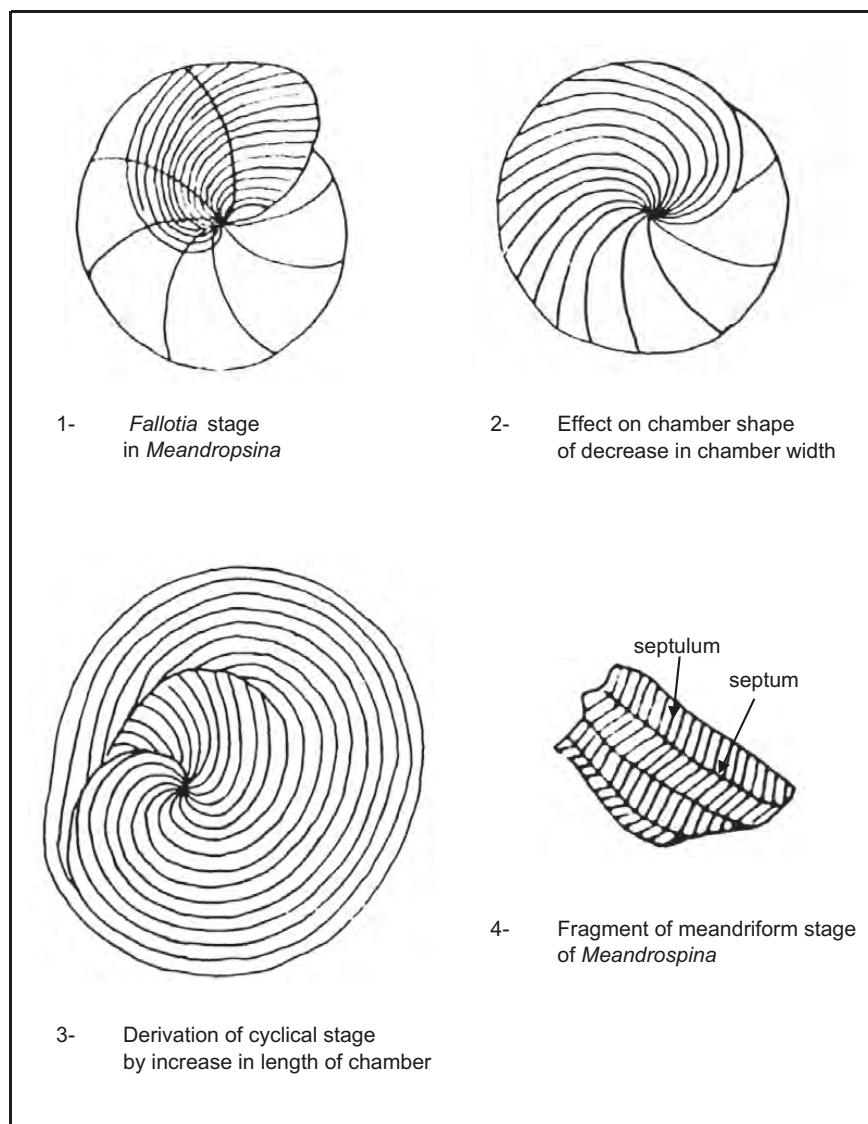 1- Fallotia stage
in Meandropsina
2- Effect on chamber shape
of decrease in chamber width
septulum
septum
4- Fragment of meandriform stage
of Meandrospina
3- Derivation of cyclical stage
by increase in length of chamber